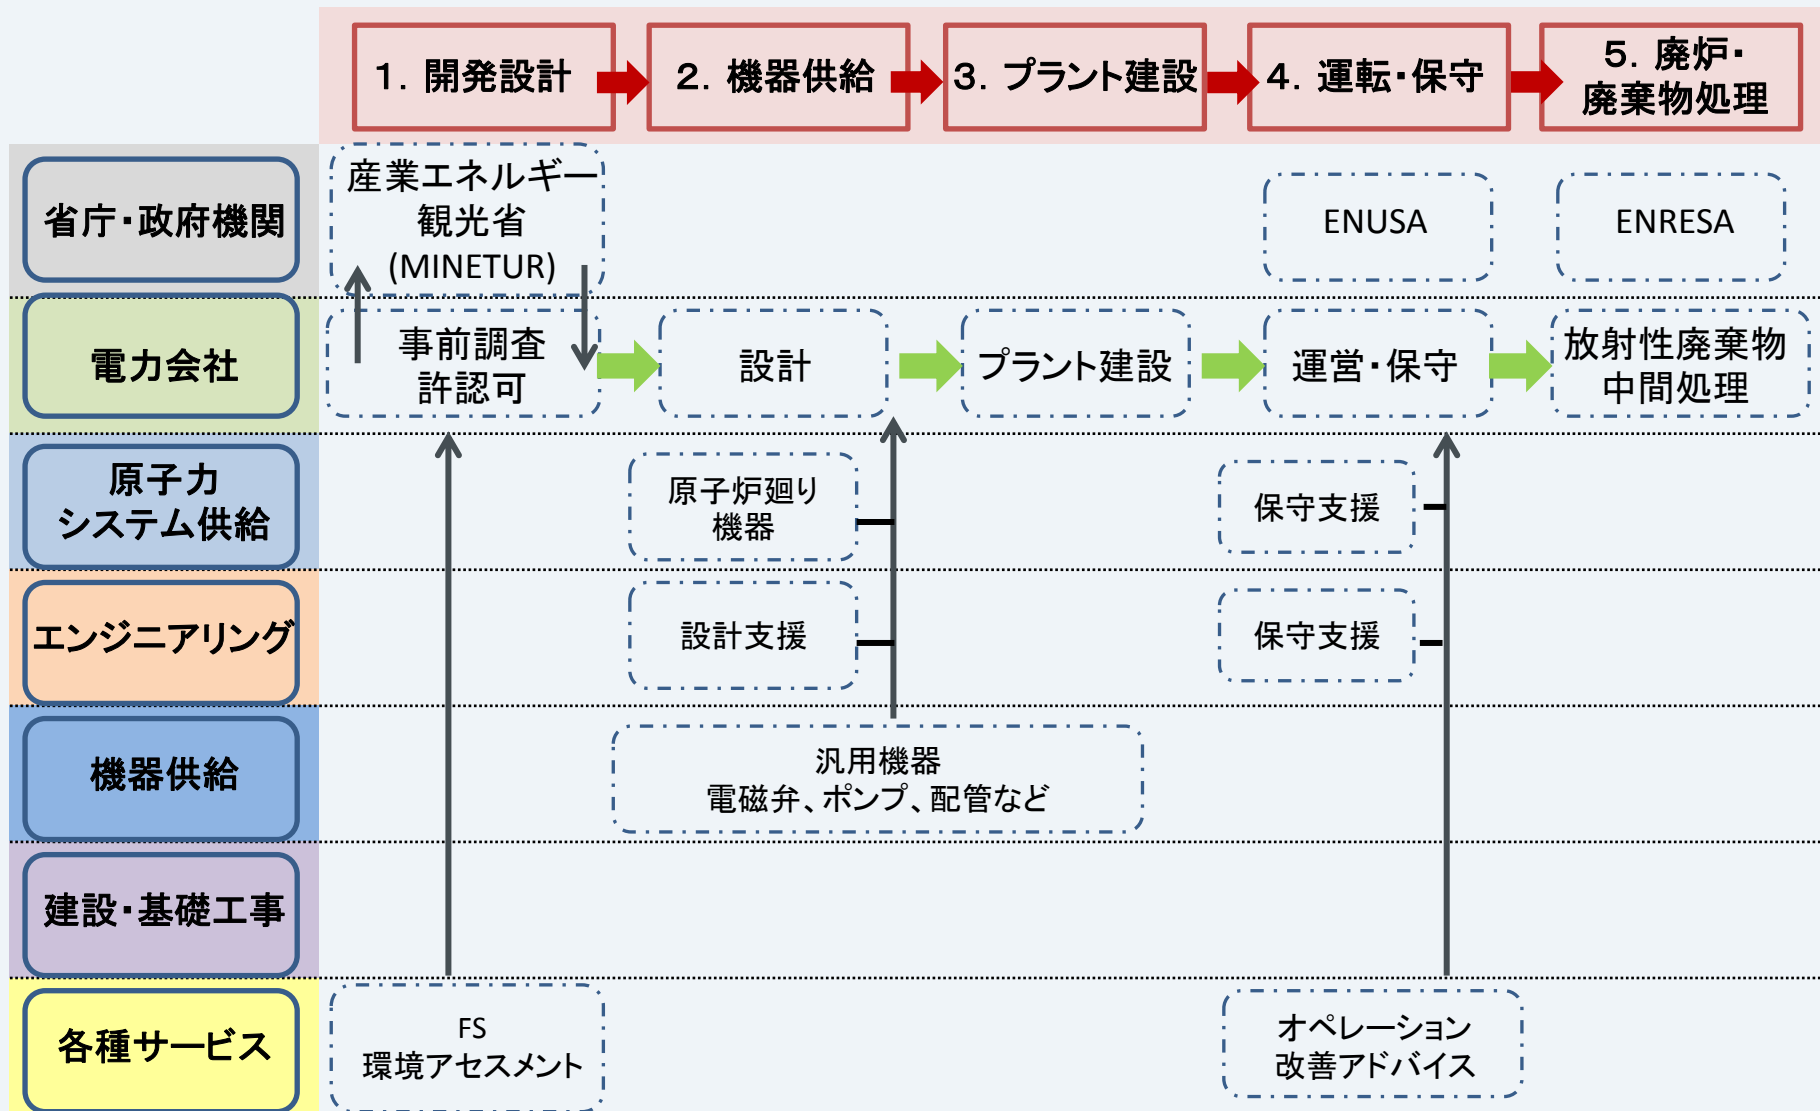 1．開発設計
2．機器供給
3．プラント建設
4．運転・保守
5．廃炉・
廃棄物処理
省庁・政府機関
産業エネルギー
観光省
(MINETUR)
ENUSA
ENRESA
電力会社
事前調査
許認可
設計
プラント建設
運営・保守
放射性廃棄物
中間処理
原子力
システム供給
原子炉廻り
機器
保守支援
エンジニアリング
設計支援
保守支援
機器供給
汎用機器
電磁弁、ポンプ、配管など
建設・基礎工事
各種サービス
FS
環境アセスメント
オペレーション
改善アドバイス